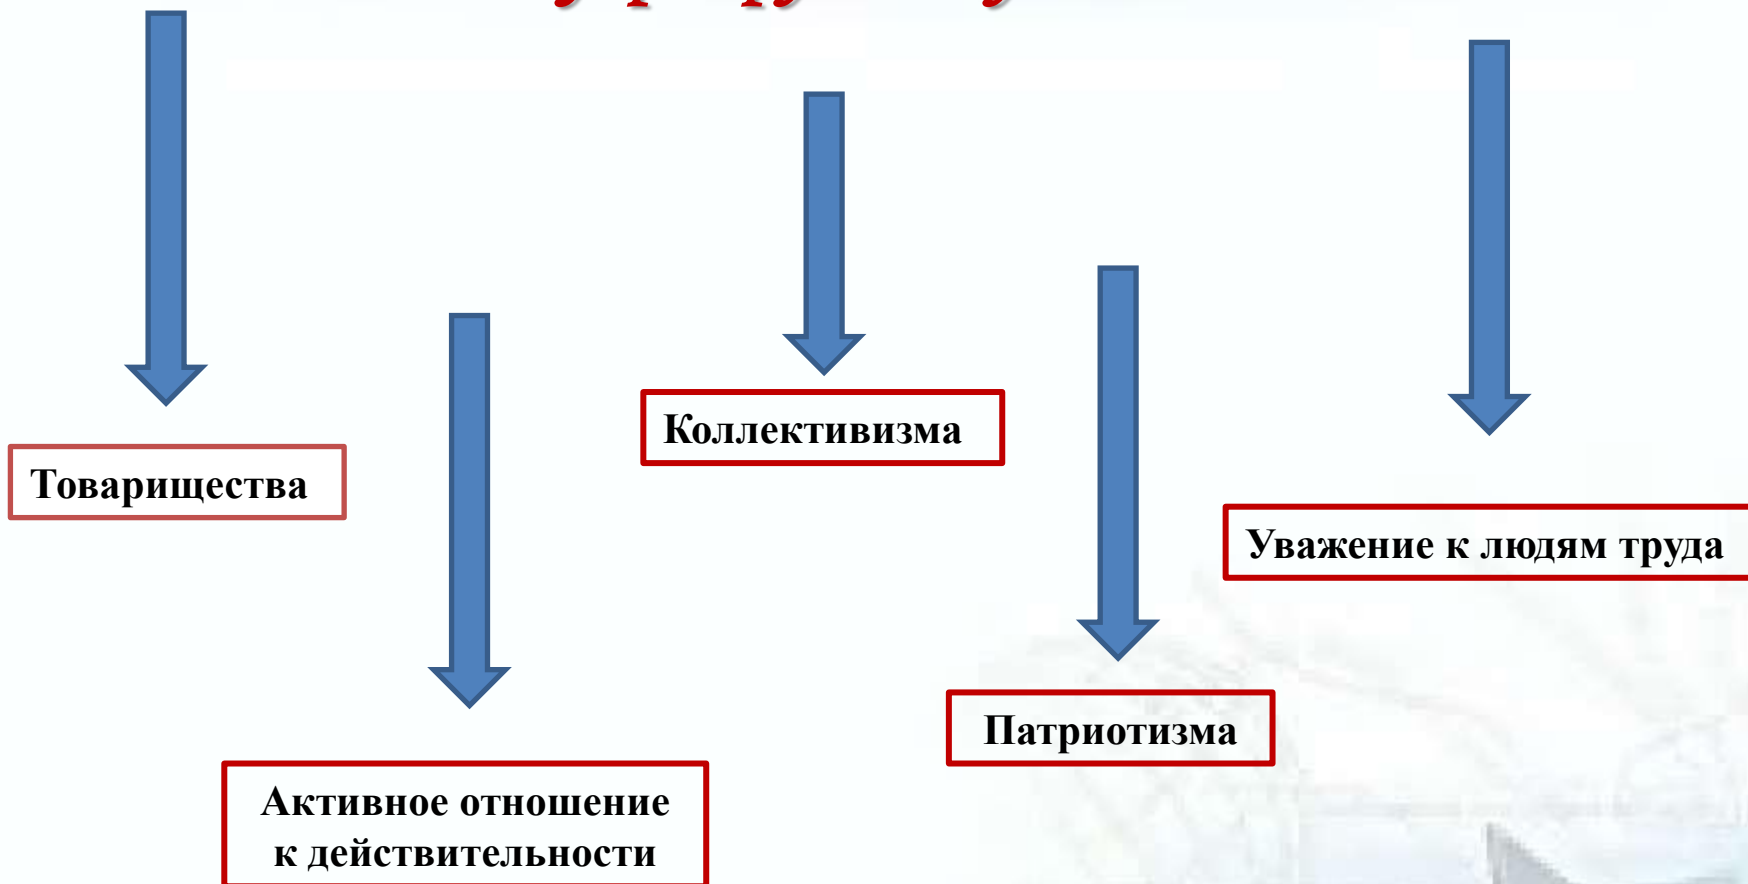 Товарищества
Коллективизма
Уважение к людям труда
Патриотизма
Активное отношение
к действительности